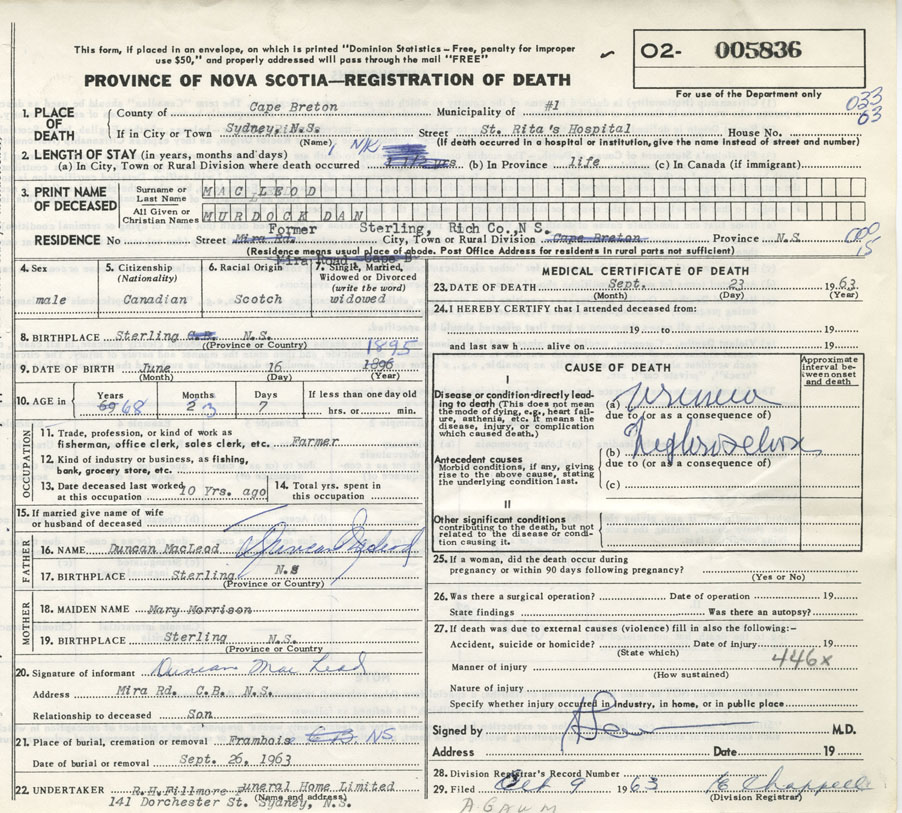 This form, if placed in an envelope, on which is printed "Dominion Statistics – Free, penalty for improper
use $50," and properly addressed will pass through the mail "FREE"
O2- 005836
PROVINCE OF NOVA SCOTIA—REGISTRATION OF DEATH
For use of the Department only
1. PLACE OF DEATH
County of Cape Breton Municipality of #1 033
63
If in City or Town Sydney, N.S. Street St. Rita's Hospital House No.
(Name) (If death occurred in a hospital or institution, give the name instead of street and number)
2. LENGTH OF STAY (in years, months and days)
(a) In City, Town or Rural Division where death occurred NK (b) In Province life (c) In Canada (if immigrant)
3. PRINT NAME OF DECEASED
Surname or Last Name MAC LEOD
All Given or Christian Names MURDOCK DAN
Former Sterling, Rich Co., N.S.
RESIDENCE No Street Mira Rd. City, Town or Rural Division Cape Breton Province N.S. 000
15
(Residence means usual place of abode. Post Office Address for residents in rural parts not sufficient)
Mira Road Cape B
4. Sex male
5. Citizenship (Nationality) Canadian
6. Racial Origin Scotch
7. Single, Married, Widowed or Divorced (write the word) widowed
8. BIRTHPLACE Sterling C.B. N.S.
(Province or Country)
1895
9. DATE OF BIRTH June 16 1896
(Month) (Day) (Year)
10. AGE in Years 68 Months 2 3 Days 7 If less than one day old hrs. or min.
OCCUPATION
11. Trade, profession, or kind of work as
fisherman, office clerk, sales clerk, etc. Farmer
12. Kind of industry or business, as fishing,
bank, grocery store, etc.
13. Date deceased last worked at this occupation 10 Yrs. ago
14. Total yrs. spent in this occupation
15. If married give name of wife
or husband of deceased
FATHER
16. NAME Duncan MacLeod Duncan McLeod
17. BIRTHPLACE Sterling N.S
(Province or Country)
MOTHER
18. MAIDEN NAME Mary Morrison
19. BIRTHPLACE Sterling N.S.
(Province or Country)
20. Signature of informant Duncan Mac Leod
Address Mira Rd. C.B. N.S.
Relationship to deceased Son
21. Place of burial, cremation or removal Framboise C.B. NS.
Date of burial or removal Sept. 26, 1963
22. UNDERTAKER R.H.Fillmore Funeral Home Limited
(Name and address)
141 Dorchester St. Sydney, N.S.
MEDICAL CERTIFICATE OF DEATH
23. DATE OF DEATH Sept. 23 1963
(Month) (Day) (Year)
24. I HEREBY CERTIFY that I attended deceased from:
19 to 19
and last saw h alive on 19
CAUSE OF DEATH
Approximate interval between onset and death
I
Disease or condition directly leading to death (This does not mean the mode of dying, e.g., heart failure, asthenia, etc. It means the disease, injury, or complication which caused death.)
(a) Uremia
due to (or as a consequence of)
Antecedent causes
Morbid conditions, if any, giving rise to the above cause, stating the underlying condition last.
(b) Nephrosclerosis
due to (or as a consequence of)
(c)
II
Other significant conditions
contributing to the death, but not related to the disease or condition causing it.
25. If a woman, did the death occur during
pregnancy or within 90 days following pregnancy?
(Yes or No)
26. Was there a surgical operation? Date of operation 19
State findings Was there an autopsy?
27. If death was due to external causes (violence) fill in also the following:–
Accident, suicide or homicide? Date of injury 19
(State which)
446x
Manner of injury
(How sustained)
Nature of injury
Specify whether injury occurred in industry, in home, or in public place
Signed by M.D.
Address Date 19
28. Division Registrar's Record Number
29. Filed Oct 9 1963 Chappell
(Division Registrar)